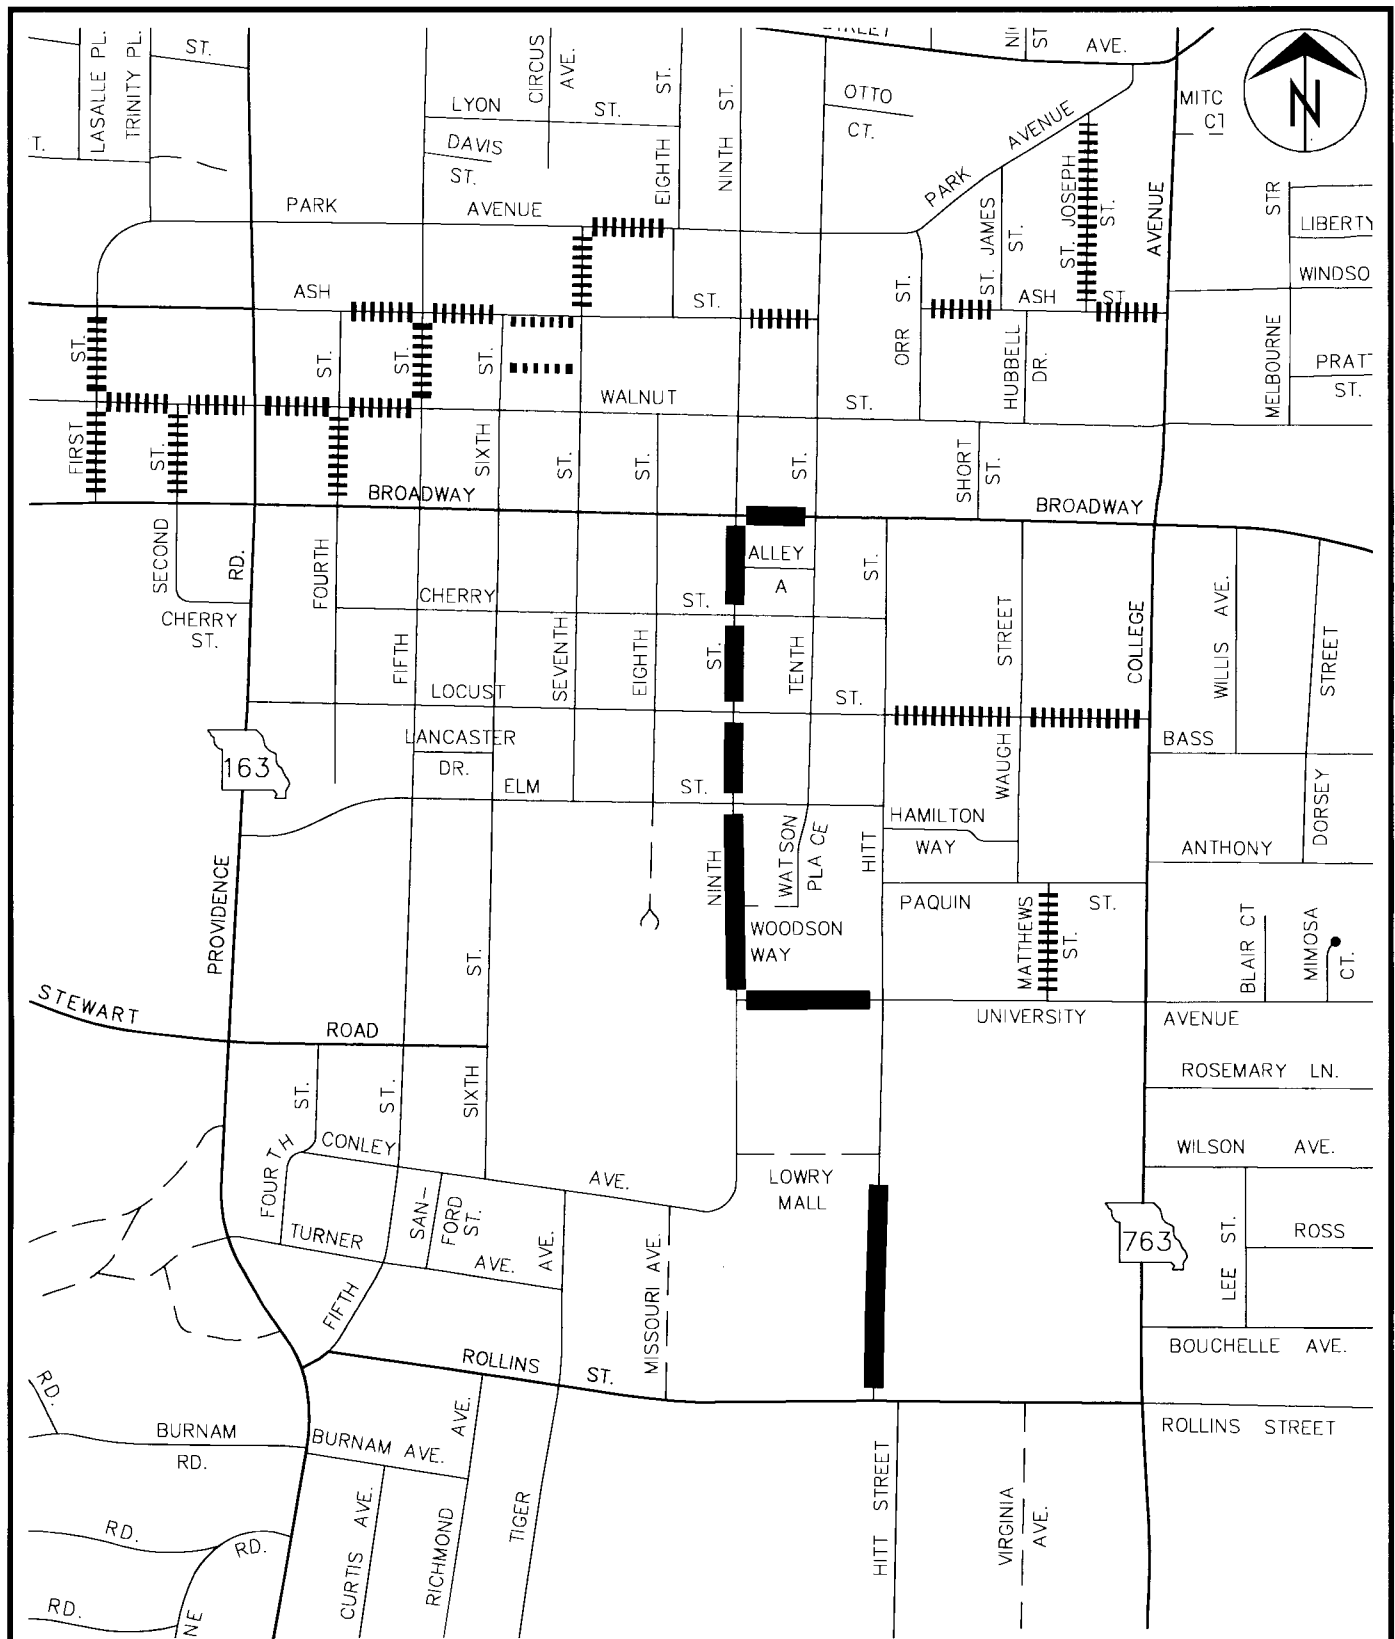 LASALLE PL.
TRINITY PL.
ST.
CIRCUS
AVE.
ST.
NINTH ST.
AVE.
LYON
ST.
OTTO
CT.
PARK AVENUE
N
T.
DAVIS
ST.
EIGHTH
ST. JOSEPH
ST.
AVENUE
PARK
AVENUE
ST. JAMES
ST.
LIBERTY
ASH
ST.
ST.
ASH
ST.
ST.
ST.
ST.
ST.
ORR
HUBBELL
DR.
MELBOURNE
ST.
WALNUT
ST.
FIRST
ST.
SIXTH
ST.
ST.
ST.
SHORT
ST.
BROADWAY
BROADWAY
SECOND
RD.
FOURTH
ALLEY
A
ST.
CHERRY
ST.
CHERRY
ST.
FIFTH
SEVENTH
EIGHTH
ST.
TENTH
STREET
COLLEGE
WILLIS AVE.
STREET
LOCUST
ST.
LANCASTER
DR.
WAUGH
BASS
163
ELM
ST.
HAMILTON
WAY
DORSEY
WATSON
PLACE
HITT
ANTHONY
PROVIDENCE
NINTH
PAQUIN
ST.
WOODSON
WAY
MATTHEWS
ST.
BLAIR CT
MIMOSA
CT.
ST.
STEWART
ROAD
UNIVERSITY
AVENUE
ROSEMARY LN.
ST.
ST.
SIXTH
FOURTH
CONLEY
AVE.
LOWRY
MALL
WILSON AVE.
SAN-
FORD
ST.
TURNER
AVE.
AVE.
MISSOURI AVE.
763
LEE ST.
ROSS
FIFTH
ROLLINS
ST.
BOUCHELLE AVE.
RD.
ROLLINS STREET
BURNAM
RD.
BURNAM AVE.
AVE.
CURTIS AVE.
RICHMOND
TIGER
HITT STREET
VIRGINIA
AVE.
RD.
RD.
RD.